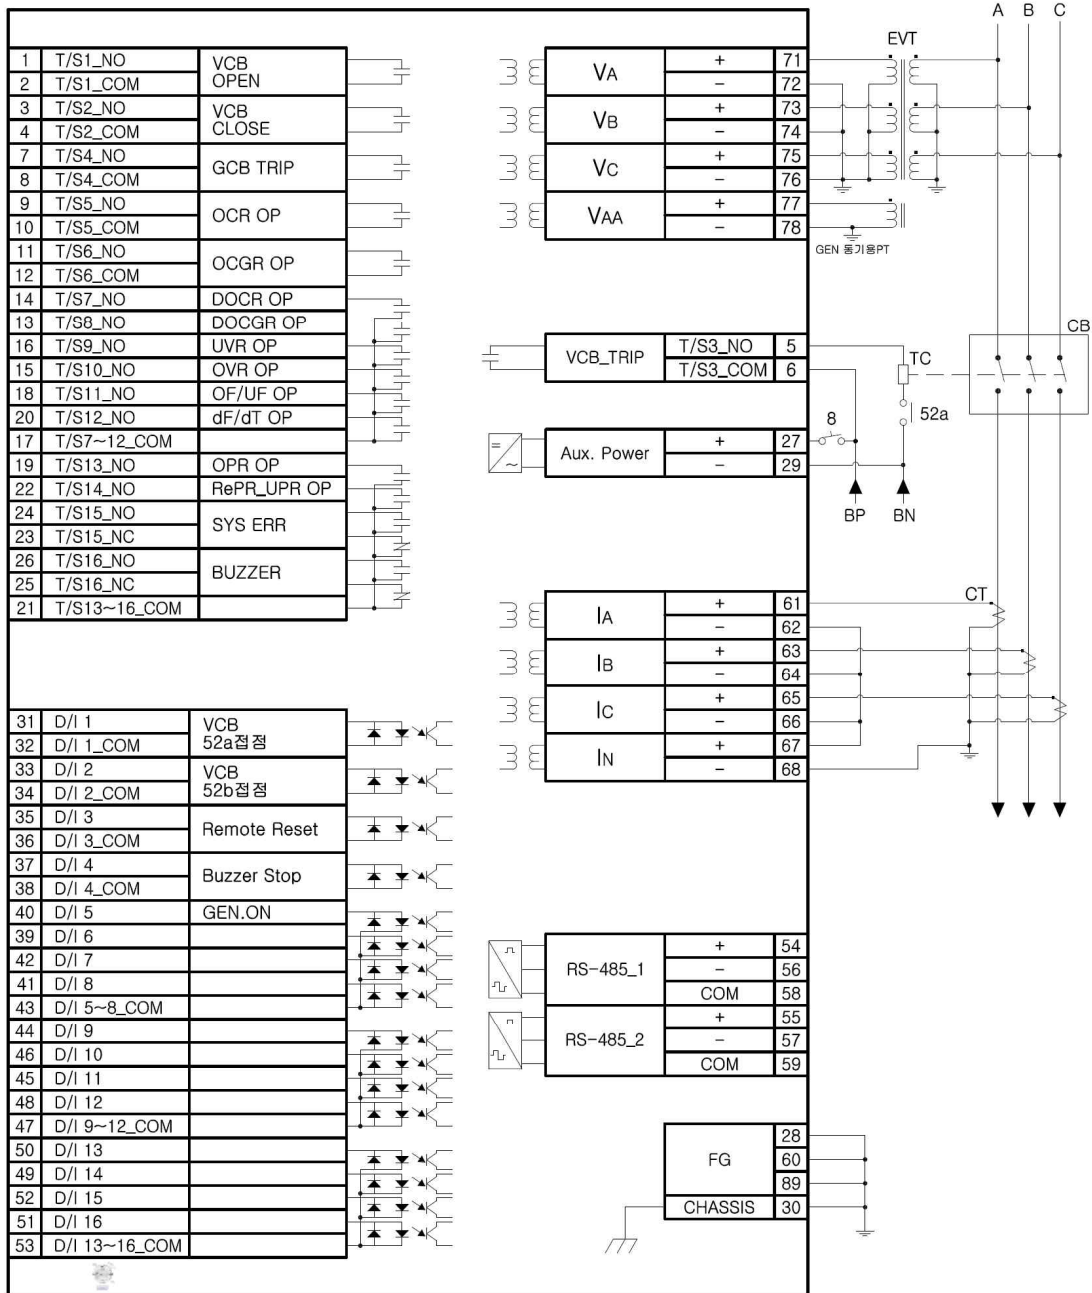 A B C
EVT
1 T/S1_NO VCB OPEN
2 T/S1_COM
3 T/S2_NO VCB CLOSE
4 T/S2_COM
7 T/S4_NO GCB TRIP
8 T/S4_COM
9 T/S5_NO OCR OP
10 T/S5_COM
11 T/S6_NO OCGR OP
12 T/S6_COM
14 T/S7_NO DOCR OP
13 T/S8_NO DOCGR OP
16 T/S9_NO UVR OP
15 T/S10_NO OVR OP
18 T/S11_NO OF/UF OP
20 T/S12_NO dF/dT OP
17 T/S7~12_COM
19 T/S13_NO OPR OP
22 T/S14_NO RePR_UPR OP
24 T/S15_NO SYS ERR
23 T/S15_NC
26 T/S16_NO BUZZER
25 T/S16_NC
21 T/S13~16_COM
31 D/I 1 VCB 52a접점
32 D/I 1_COM
33 D/I 2 VCB 52b접점
34 D/I 2_COM
35 D/I 3 Remote Reset
36 D/I 3_COM
37 D/I 4 Buzzer Stop
38 D/I 4_COM
40 D/I 5 GEN.ON
39 D/I 6
42 D/I 7
41 D/I 8
43 D/I 5~8_COM
44 D/I 9
46 D/I 10
45 D/I 11
48 D/I 12
47 D/I 9~12_COM
50 D/I 13
49 D/I 14
52 D/I 15
51 D/I 16
53 D/I 13~16_COM
VA + 71
− 72
VB + 73
− 74
VC + 75
− 76
VAA + 77
− 78
GEN 동기용PT
VCB_TRIP T/S3_NO 5
T/S3_COM 6
TC
CB
52a
8
Aux. Power + 27
− 29
BP BN
CT
IA + 61
− 62
IB + 63
− 64
IC + 65
− 66
IN + 67
− 68
RS-485_1 + 54
− 56
COM 58
RS-485_2 + 55
− 57
COM 59
FG 28
60
89
CHASSIS 30